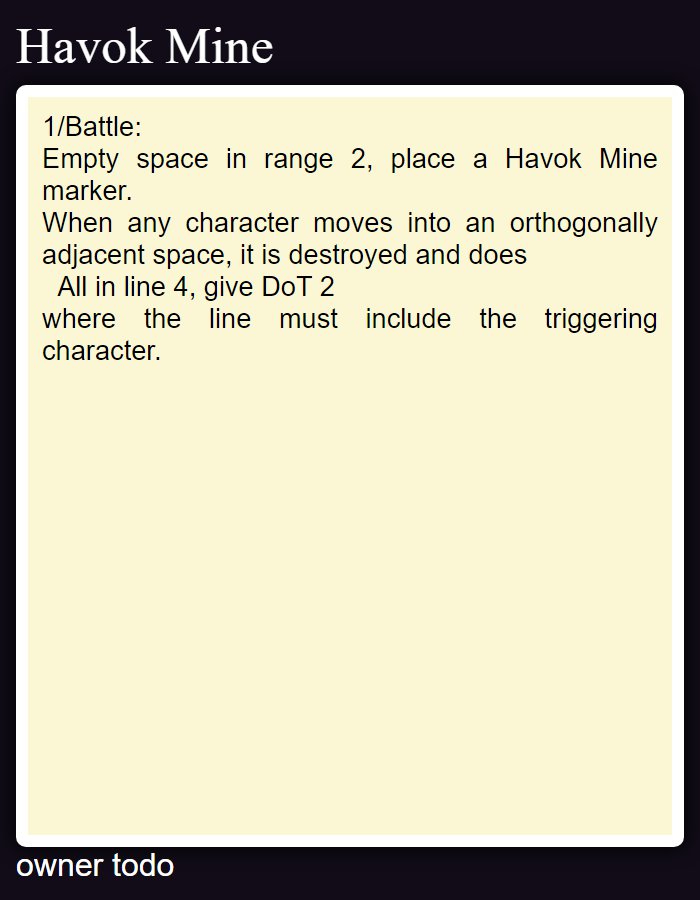 Havok Mine
1/Battle:
Empty space in range 2, place a Havok Mine
marker.
When any character moves into an orthogonally
adjacent space, it is destroyed and does
All in line 4, give DoT 2
where the line must include the triggering
character.
owner todo